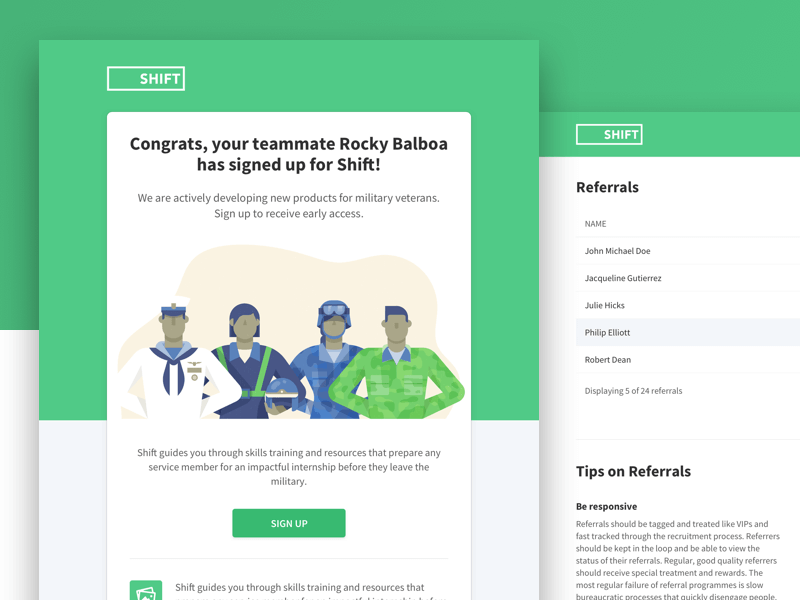 SHIFT
Congrats, your teammate Rocky Balboa
has signed up for Shift!
We are actively developing new products for military veterans.
Sign up to receive early access.
Shift guides you through skills training and resources that prepare any
service member for an impactful internship before they leave the
military.
SIGN UP
Shift guides you through skills training and resources that
SHIFT
Referrals
NAME
John Michael Doe
Jacqueline Gutierrez
Julie Hicks
Philip Elliott
Robert Dean
Displaying 5 of 24 referrals
Tips on Referrals
Be responsive
Referrals should be tagged and treated like VIPs and
fast tracked through the recruitment process. Referrers
should be kept in the loop and be able to view the
status of their referrals. Regular, good quality referrers
should receive special treatment and rewards. The
most regular failure of referral programmes is slow
bureaucratic processes that quickly disengage people.